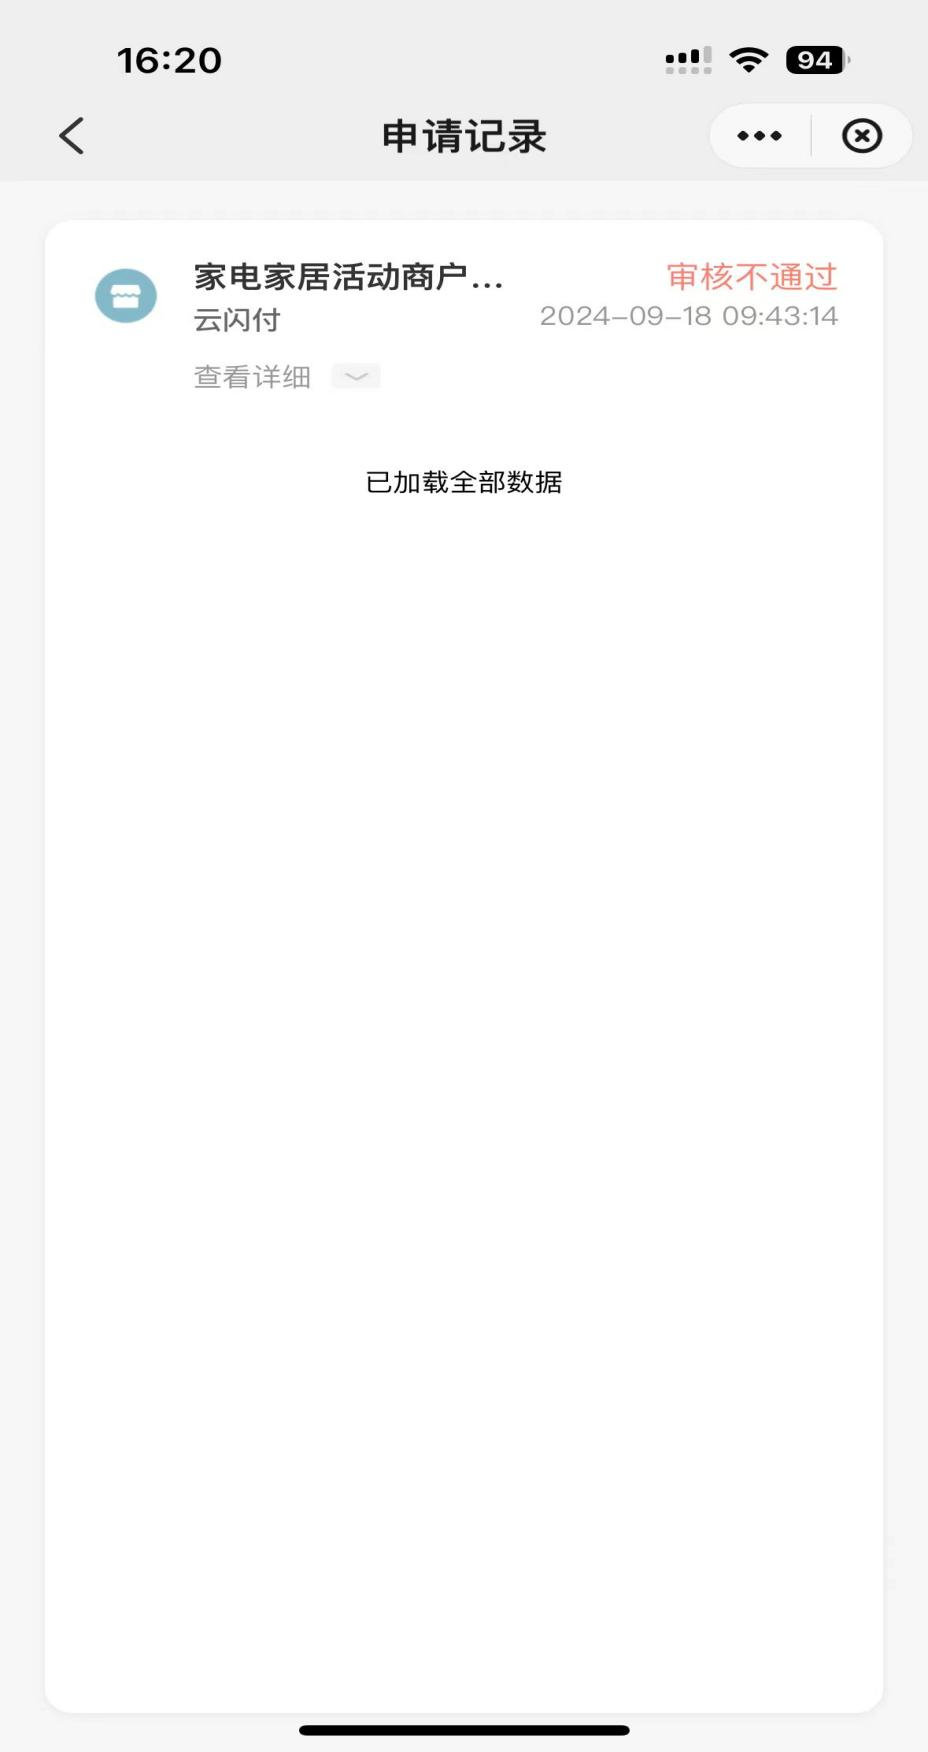 16:20
94
申请记录
家电家居活动商户...
审核不通过
云闪付
2024-09-18 09:43:14
查看详细
已加载全部数据